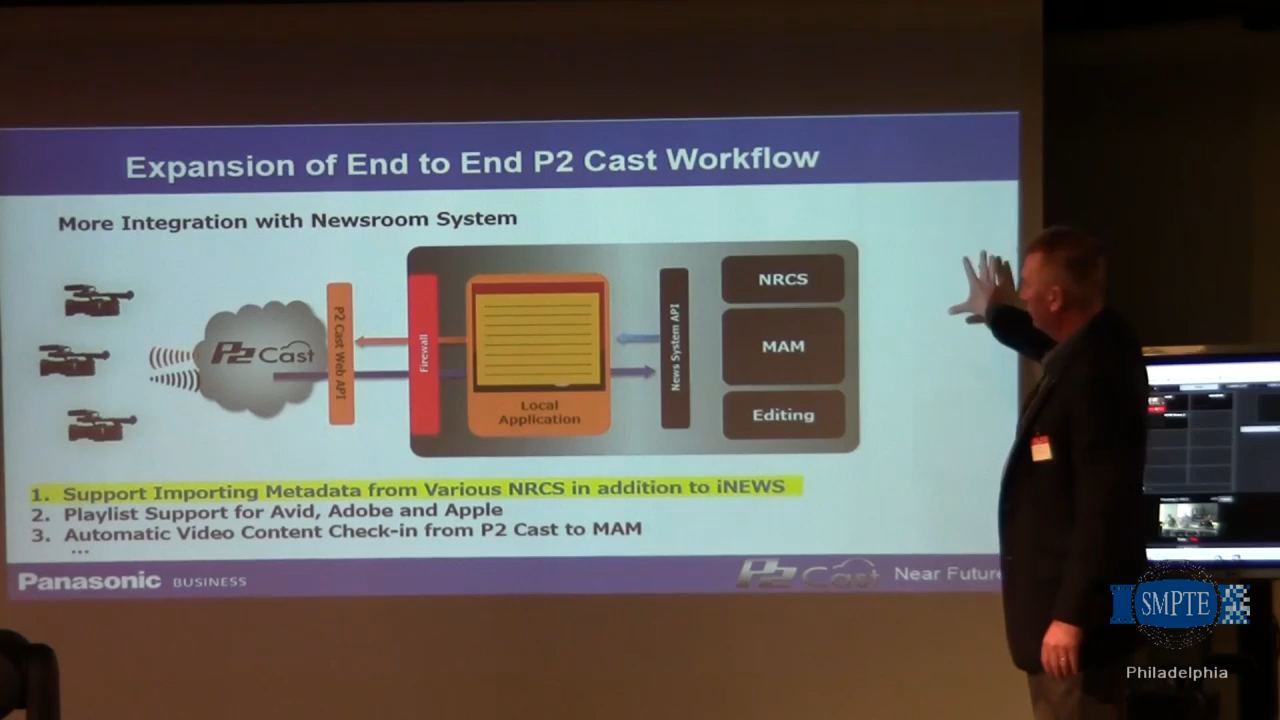 Expansion of End to End P2 Cast Workflow
More Integration with Newsroom System
P2 Cast
P2 Cast Web API
Firewall
Local
Application
News System API
NRCS
MAM
Editing
1. Support Importing Metadata from Various NRCS in addition to iNEWS
2. Playlist Support for Avid, Adobe and Apple
3. Automatic Video Content Check-in from P2 Cast to MAM
...
Panasonic BUSINESS
P2 Cast Near Futur
SMPTE
Philadelphia